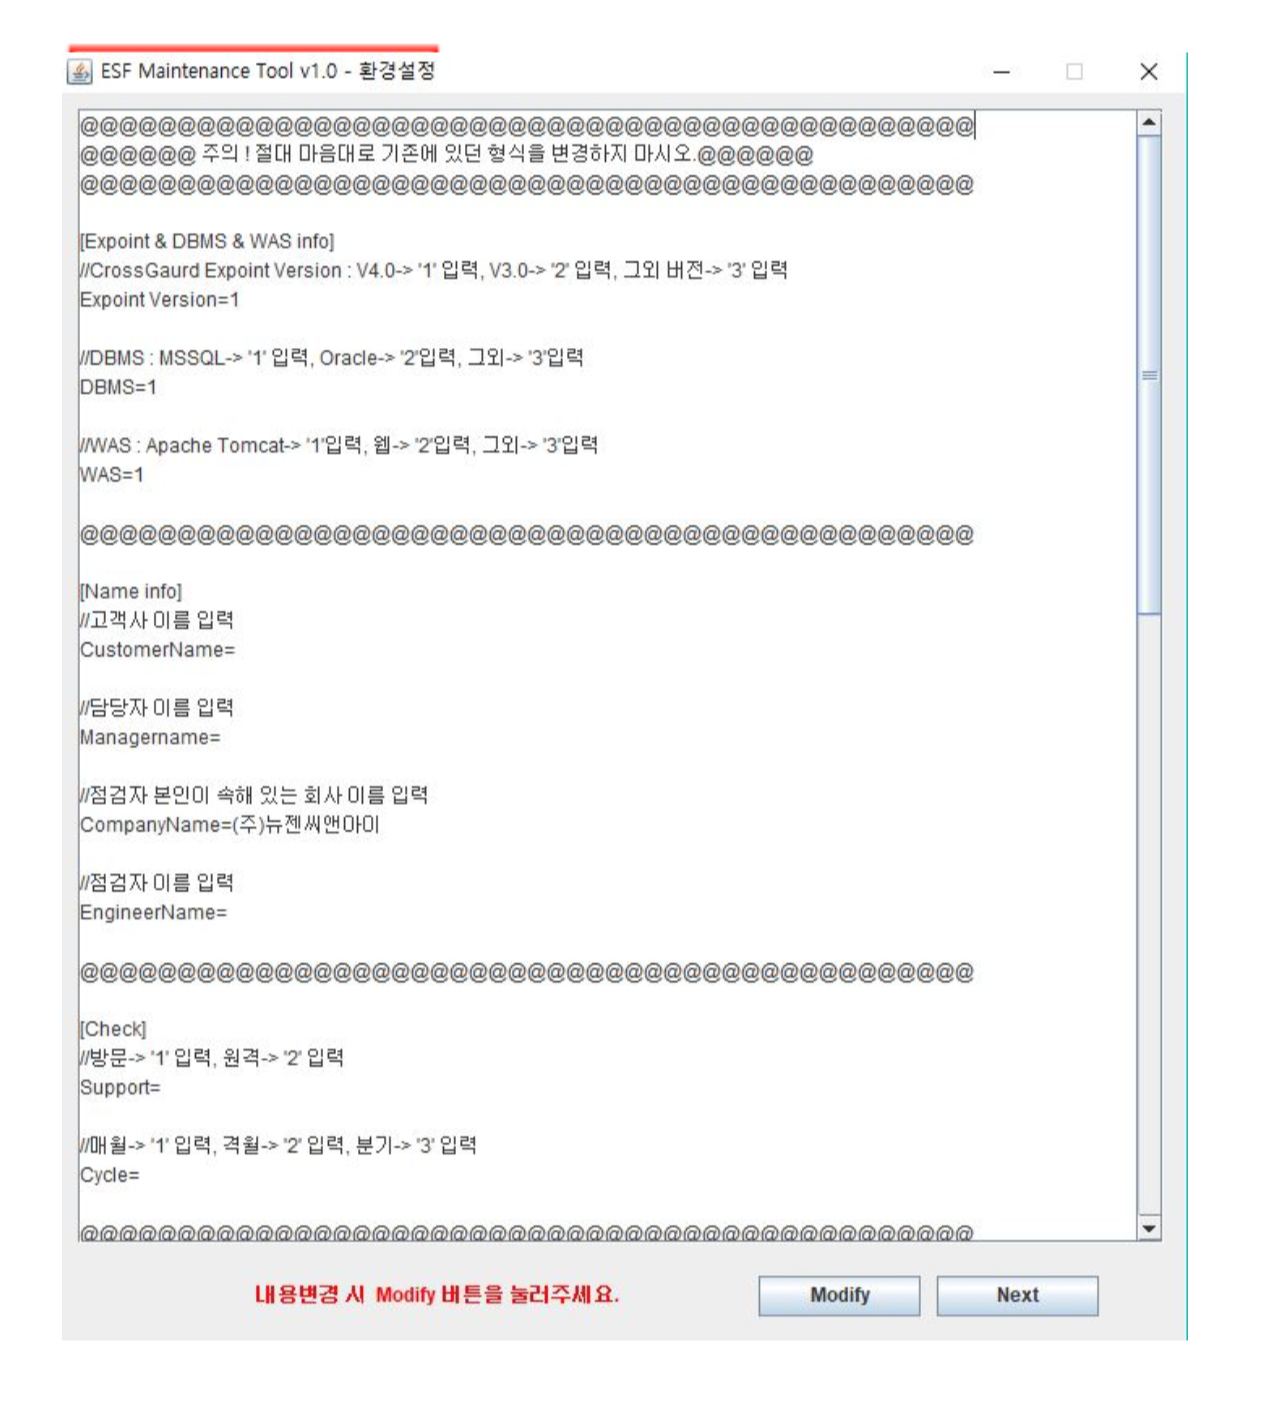 ESF Maintenance Tool v1.0 - 환경설정
@@@@@@@@@@@@@@@@@@@@@@@@@@@@@@@@@@@@@@@@@@@@@@
@@@@@@ 주의 ! 절대 마음대로 기존에 있던 형식을 변경하지 마시오.@@@@@@
@@@@@@@@@@@@@@@@@@@@@@@@@@@@@@@@@@@@@@@@@@@@@@
[Expoint & DBMS & WAS info]
//CrossGaurd Expoint Version : V4.0-> '1' 입력, V3.0-> '2' 입력, 그외 버전-> '3' 입력
Expoint Version=1
//DBMS : MSSQL-> '1' 입력, Oracle-> '2'입력, 그외-> '3'입력
DBMS=1
//WAS : Apache Tomcat-> '1'입력, 웹-> '2'입력, 그외-> '3'입력
WAS=1
@@@@@@@@@@@@@@@@@@@@@@@@@@@@@@@@@@@@@@@@@@@@@@
[Name info]
//고객사 이름 입력
CustomerName=
//담당자 이름 입력
Managername=
//점검자 본인이 속해 있는 회사 이름 입력
CompanyName=(주)뉴젠씨앤아이
//점검자 이름 입력
EngineerName=
@@@@@@@@@@@@@@@@@@@@@@@@@@@@@@@@@@@@@@@@@@@@@@
[Check]
//방문-> '1' 입력, 원격-> '2' 입력
Support=
//매월-> '1' 입력, 격월-> '2' 입력, 분기-> '3' 입력
Cycle=
@@@@@@@@@@@@@@@@@@@@@@@@@@@@@@@@@@@@@@@@@@@@@@
내용변경 시 Modify 버튼을 눌러주세요.
Modify
Next